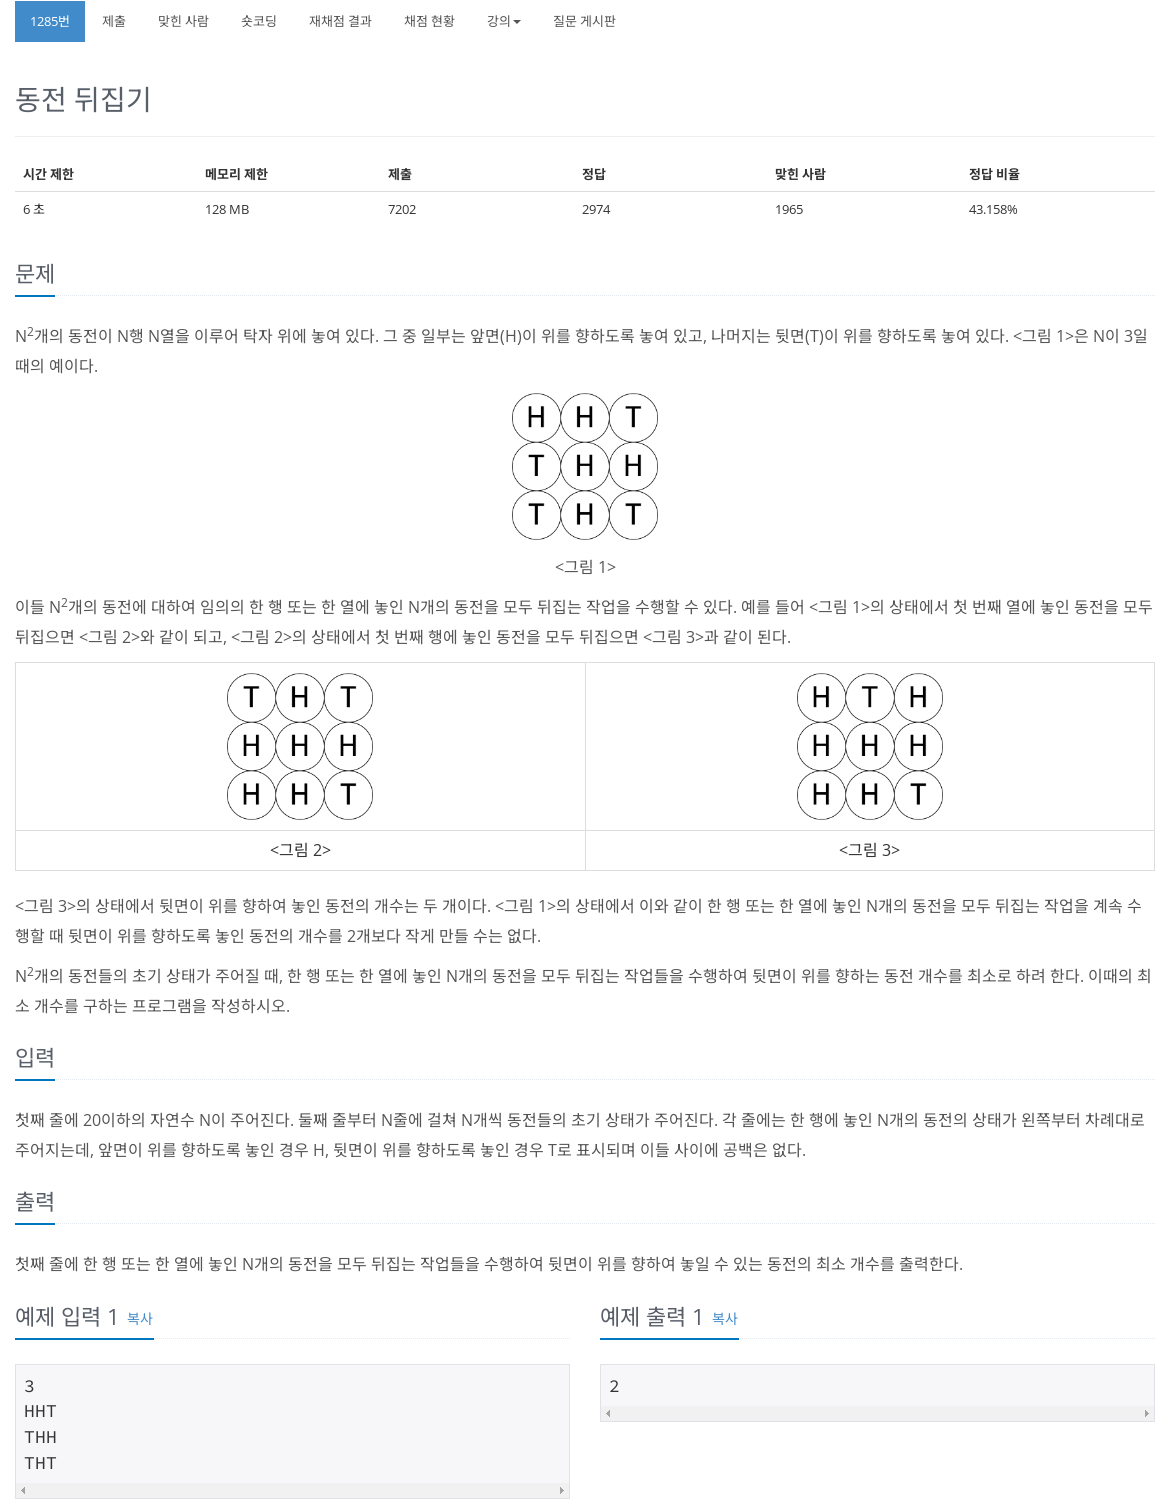 1285번 제출 맞힌 사람 숏코딩 재채점 결과 채점 현황 강의 질문 게시판
동전 뒤집기
시간 제한 메모리 제한 제출 정답 맞힌 사람 정답 비율
6 초 128 MB 7202 2974 1965 43.158%
문제
N²개의 동전이 N행 N열을 이루어 탁자 위에 놓여 있다. 그 중 일부는 앞면(H)이 위를 향하도록 놓여 있고, 나머지는 뒷면(T)이 위를 향하도록 놓여 있다. <그림 1>은 N이 3일
때의 예이다.
H H T
T H H
T H T
<그림 1>
이들 N²개의 동전에 대하여 임의의 한 행 또는 한 열에 놓인 N개의 동전을 모두 뒤집는 작업을 수행할 수 있다. 예를 들어 <그림 1>의 상태에서 첫 번째 열에 놓인 동전을 모두
뒤집으면 <그림 2>와 같이 되고, <그림 2>의 상태에서 첫 번째 행에 놓인 동전을 모두 뒤집으면 <그림 3>과 같이 된다.
T H T
H H H
H H T
<그림 2>
H T H
H H H
H H T
<그림 3>
<그림 3>의 상태에서 뒷면이 위를 향하여 놓인 동전의 개수는 두 개이다. <그림 1>의 상태에서 이와 같이 한 행 또는 한 열에 놓인 N개의 동전을 모두 뒤집는 작업을 계속 수
행할 때 뒷면이 위를 향하도록 놓인 동전의 개수를 2개보다 작게 만들 수는 없다.
N²개의 동전들의 초기 상태가 주어질 때, 한 행 또는 한 열에 놓인 N개의 동전을 모두 뒤집는 작업들을 수행하여 뒷면이 위를 향하는 동전 개수를 최소로 하려 한다. 이때의 최
소 개수를 구하는 프로그램을 작성하시오.
입력
첫째 줄에 20이하의 자연수 N이 주어진다. 둘째 줄부터 N줄에 걸쳐 N개씩 동전들의 초기 상태가 주어진다. 각 줄에는 한 행에 놓인 N개의 동전의 상태가 왼쪽부터 차례대로
주어지는데, 앞면이 위를 향하도록 놓인 경우 H, 뒷면이 위를 향하도록 놓인 경우 T로 표시되며 이들 사이에 공백은 없다.
출력
첫째 줄에 한 행 또는 한 열에 놓인 N개의 동전을 모두 뒤집는 작업들을 수행하여 뒷면이 위를 향하여 놓일 수 있는 동전의 최소 개수를 출력한다.
예제 입력 1 복사
3
HHT
THH
THT
예제 출력 1 복사
2